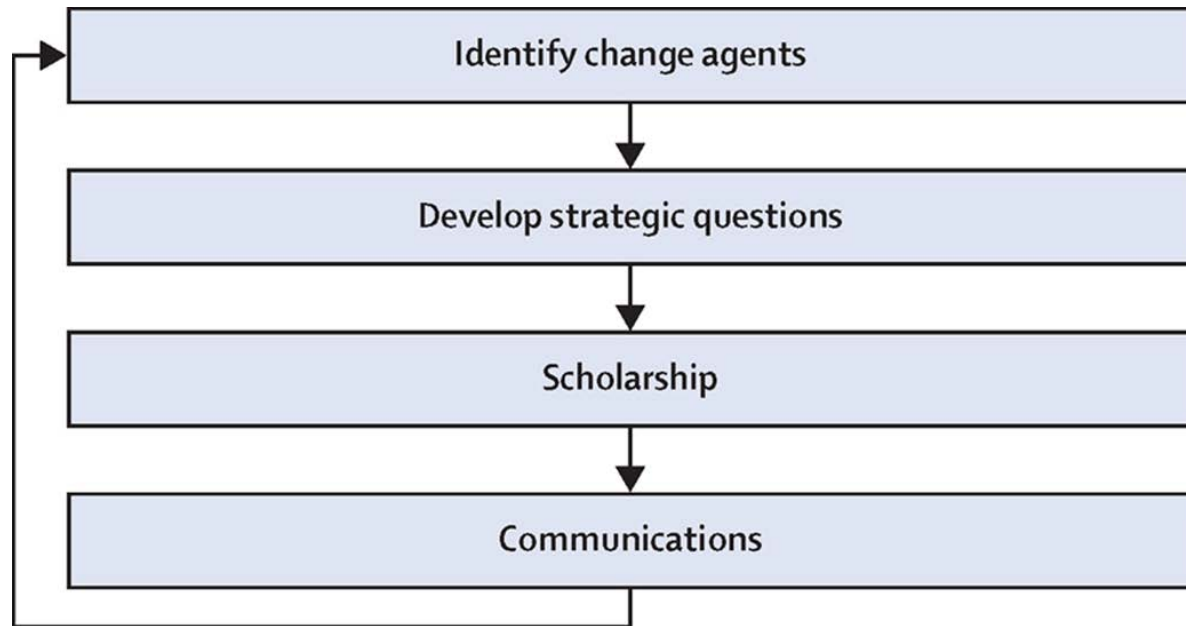 Identify change agents
Develop strategic questions
Scholarship
Communications